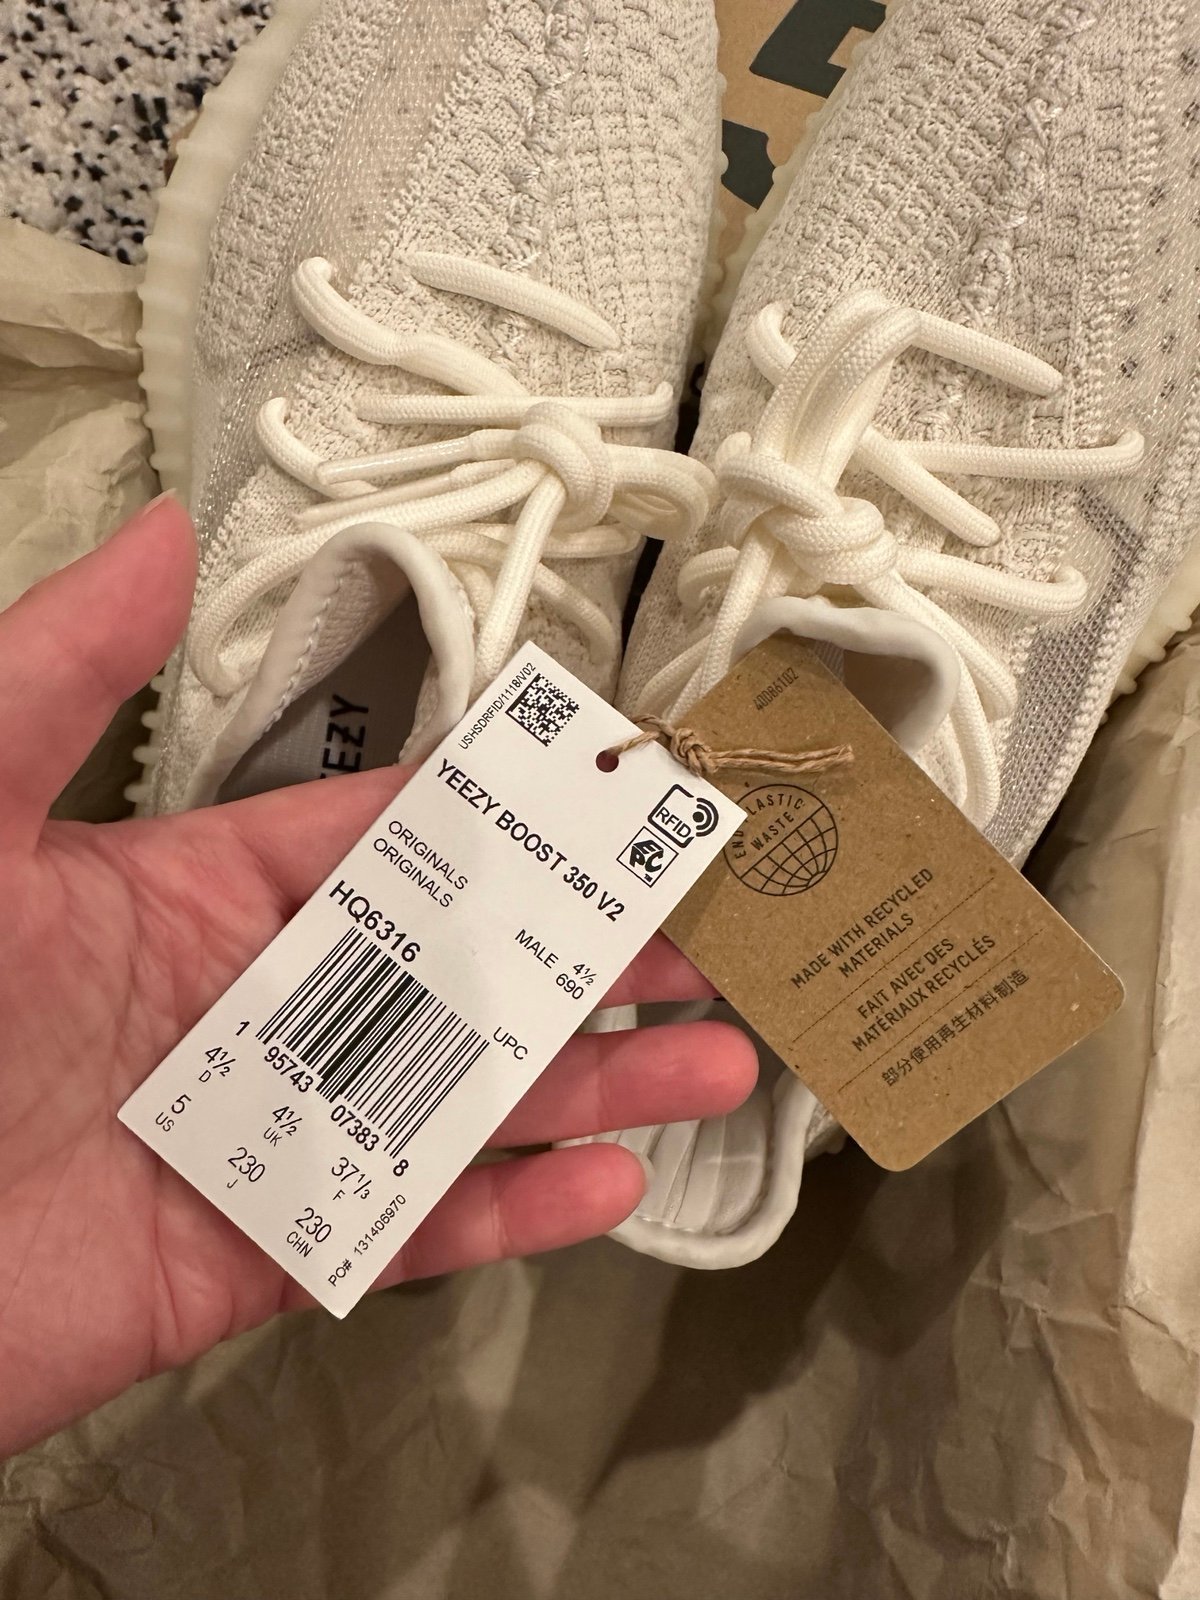 USHSDRFID/1118/V02
YEEZY BOOST 350 V2
RFID
EPC
ORIGINALS
ORIGINALS
HQ6316
MALE 4½
690
UPC
1 95743 07383 8
4½
D
5
US
4½
UK
230
J
37⅓
F
230
CHN
PO# 131406970
EEZY
END PLASTIC
WASTE
MADE WITH RECYCLED
MATERIALS
FAIT AVEC DES
MATÉRIAUX RECYCLÉS
部分使用再生材料制造